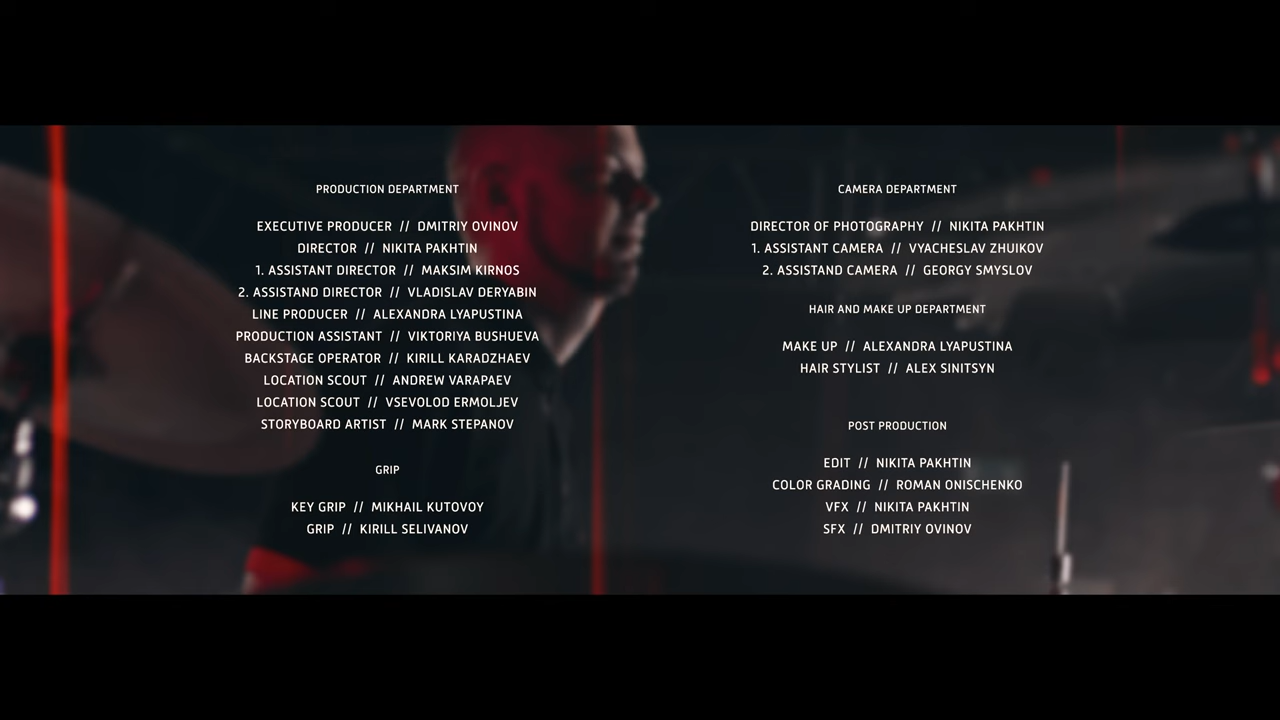 PRODUCTION DEPARTMENT
EXECUTIVE PRODUCER // DMITRIY OVINOV
DIRECTOR // NIKITA PAKHTIN
1. ASSISTANT DIRECTOR // MAKSIM KIRNOS
2. ASSISTAND DIRECTOR // VLADISLAV DERYABIN
LINE PRODUCER // ALEXANDRA LYAPUSTINA
PRODUCTION ASSISTANT // VIKTORIYA BUSHUEVA
BACKSTAGE OPERATOR // KIRILL KARADZHAEV
LOCATION SCOUT // ANDREW VARAPAEV
LOCATION SCOUT // VSEVOLOD ERMOLJEV
STORYBOARD ARTIST // MARK STEPANOV
GRIP
KEY GRIP // MIKHAIL KUTOVOY
GRIP // KIRILL SELIVANOV
CAMERA DEPARTMENT
DIRECTOR OF PHOTOGRAPHY // NIKITA PAKHTIN
1. ASSISTANT CAMERA // VYACHESLAV ZHUIKOV
2. ASSISTAND CAMERA // GEORGY SMYSLOV
HAIR AND MAKE UP DEPARTMENT
MAKE UP // ALEXANDRA LYAPUSTINA
HAIR STYLIST // ALEX SINITSYN
POST PRODUCTION
EDIT // NIKITA PAKHTIN
COLOR GRADING // ROMAN ONISCHENKO
VFX // NIKITA PAKHTIN
SFX // DMITRIY OVINOV